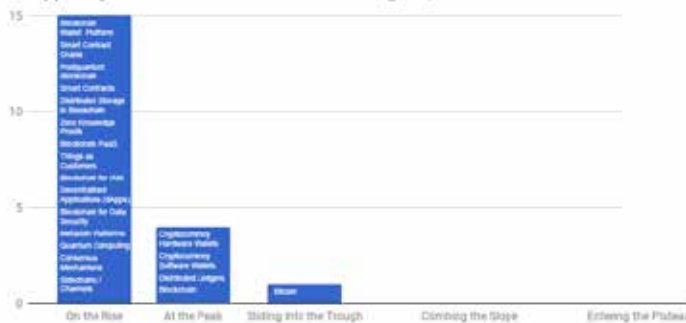 15
10
5
0
Blockchain
Wallet Platform
Smart Contract
Oracle
Postquantum
Blockchain
Smart Contracts
Distributed Storage
in Blockchain
Zero Knowledge
Proofs
Blockchain PaaS
Things as
Customers
Blockchain for IAM
Decentralized
Applications (dApps)
Blockchain for Data
Security
Metacoin Platforms
Quantum Computing
Consensus
Mechanisms
Sidechains /
Channels
Cryptocurrency
Hardware Wallets
Cryptocurrency
Software Wallets
Distributed Ledgers
Blockchain
Bitcoin
On the Rise
At the Peak
Sliding Into the Trough
Climbing the Slope
Entering the Plateau